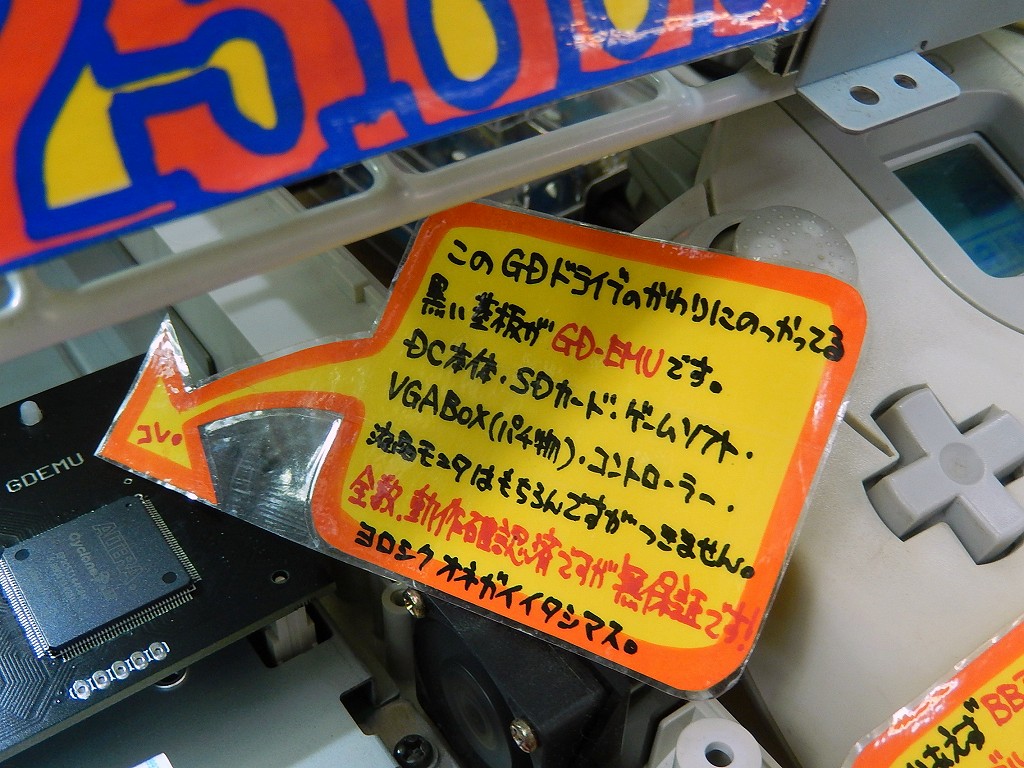 このGDドライブのかわりにのっかってる
黒い基板がGD-EMUです。
DC本体・SDカード・ゲームソフト・
VGABOX(パチ物)・コントローラー・
液晶モニタはもちろんですがつきません。
全数、動作確認済ですが無保証です!
ヨロシクオネガイイタシマス。
コレ。
GDEMU
ALTERA
Cyclone